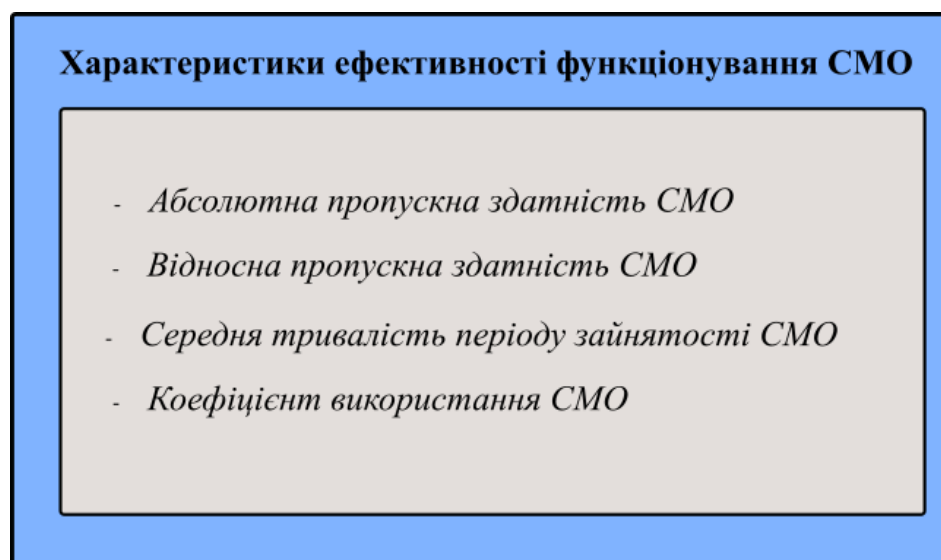 Характеристики ефективності функціонування СМО
- Абсолютна пропускна здатність СМО
- Відносна пропускна здатність СМО
- Середня тривалість періоду зайнятості СМО
- Коефіцієнт використання СМО